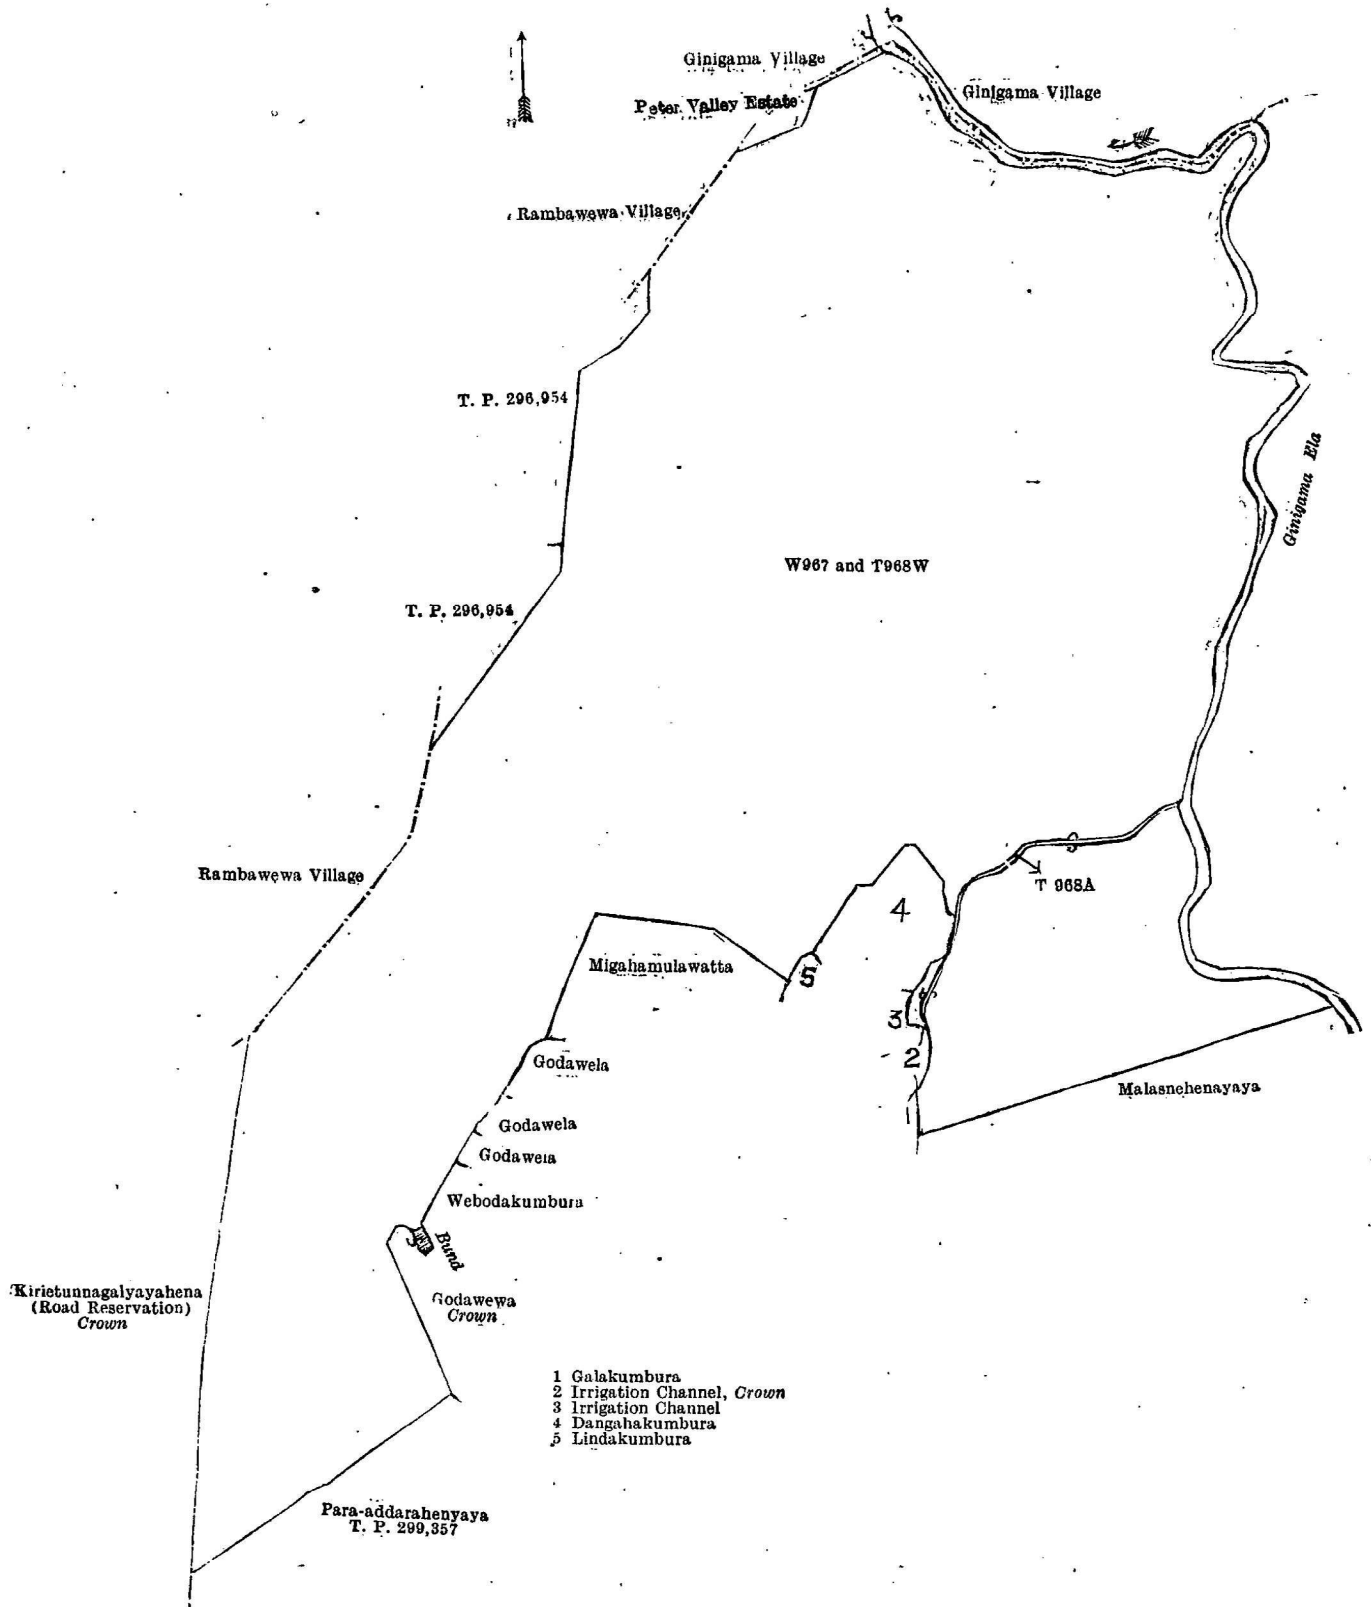 Ginigama Village
Ginigama Village
Peter Valley Estate
Rambawewa Village
T. P. 296,954
Ginigama Ela
W967 and T968W
T. P. 296,954
Rambawewa Village
T 968A
4
Migahamulawatta
5
3
2
1
Godawela
Malasnehenayaya
Godawela
Godawela
Webodakumbura
Bund
Kirietunnagalyayahena
(Road Reservation)
Crown
Godawewa
Crown
1 Galakumbura
2 Irrigation Channel, Crown
3 Irrigation Channel
4 Dangahakumbura
5 Lindakumbura
Para-addarahenyaya
T. P. 299,357